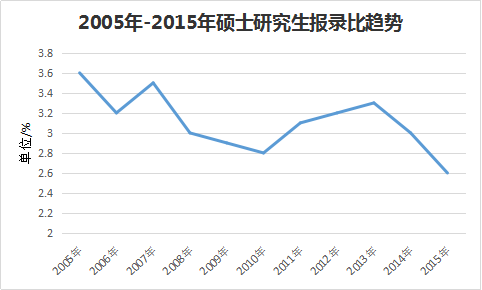 2005年-2015年硕士研究生报录比趋势
单位/%
3.8
3.6
3.4
3.2
3
2.8
2.6
2.4
2.2
2
2005年
2006年
2007年
2008年
2009年
2010年
2011年
2012年
2013年
2014年
2015年